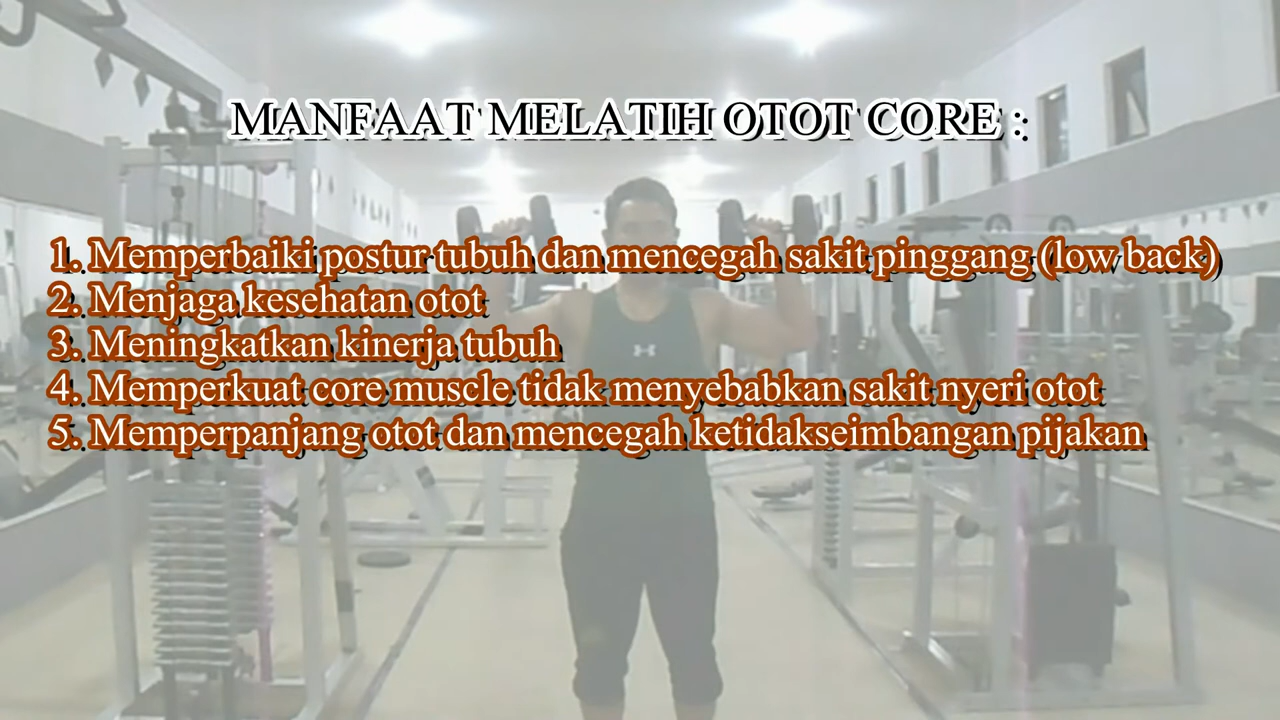 MANFAAT MELATIH OTOT CORE :
1. Memperbaiki postur tubuh dan mencegah sakit pinggang (low back)
2. Menjaga kesehatan otot
3. Meningkatkan kinerja tubuh
4. Memperkuat core muscle tidak menyebabkan sakit nyeri otot
5. Memperpanjang otot dan mencegah ketidakseimbangan pijakan